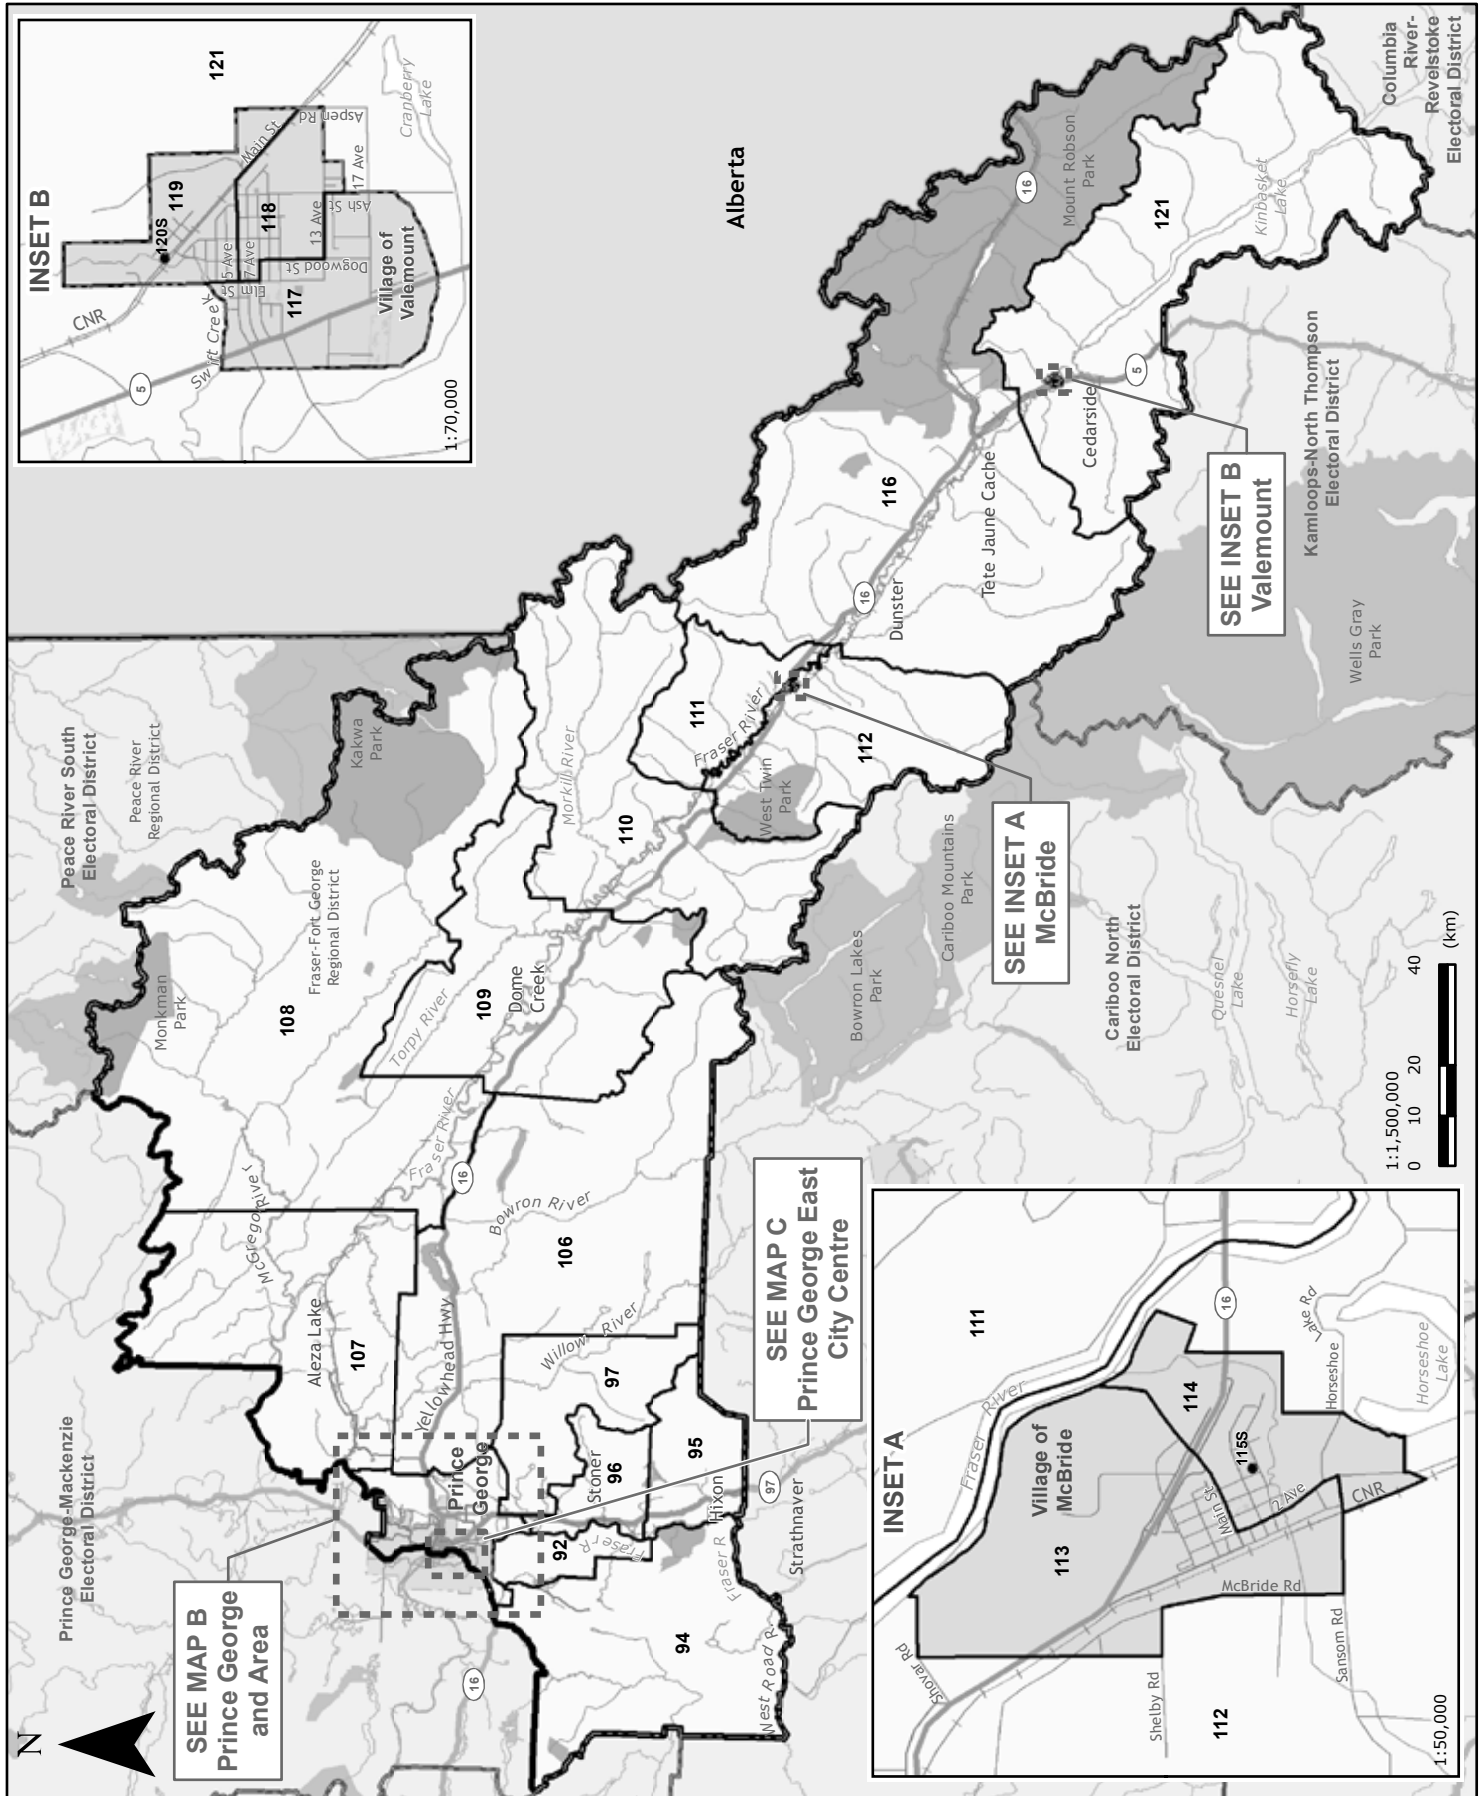 N
SEE MAP B
Prince George
and Area
Prince George-Mackenzie
Electoral District
Peace River South
Electoral District
Peace River
Regional District
Monkman
Park
Kakwa
Park
Fraser-Fort George
Regional District
108
McGregor River
Aleza Lake
107
Torpy River
109
Dome
Creek
Morkill River
110
Fraser River
16
Yellowhead Hwy
Bowron River
106
Willow River
97
Prince
George
Stoner
96
95
92
Fraser R
Hixon
97
Strathnaver
Fraser R
94
West Road R
16
SEE MAP C
Prince George East
City Centre
111
Fraser River
112
West Twin
Park
SEE INSET A
McBride
Bowron Lakes
Park
Cariboo Mountains
Park
Cariboo North
Electoral District
Quesnel
Lake
Horsefly
Lake
Alberta
116
16
Dunster
Tete Jaune Cache
Cedarside
5
16
Mount Robson
Park
121
Kinbasket
Lake
Columbia
River-
Revelstoke
Electoral District
Kamloops-North Thompson
Electoral District
SEE INSET B
Valemount
Wells Gray
Park
1:1,500,000
0 10 20 40 (km)
INSET A
Fraser River
111
Village of
McBride
113
114
115S
16
Main St
2 Ave
CNR
McBride Rd
Shovar Rd
Shelby Rd
Sansom Rd
Horseshoe
Lake Rd
Horseshoe
Lake
112
1:50,000
INSET B
CNR
121
119
120S
Main St
118
5 Ave
7 Ave
13 Ave
17 Ave
Aspen Rd
Ash St
Dogwood St
Elm St
117
Village of
Valemount
Swift Creek
5
Cranberry
Lake
1:70,000